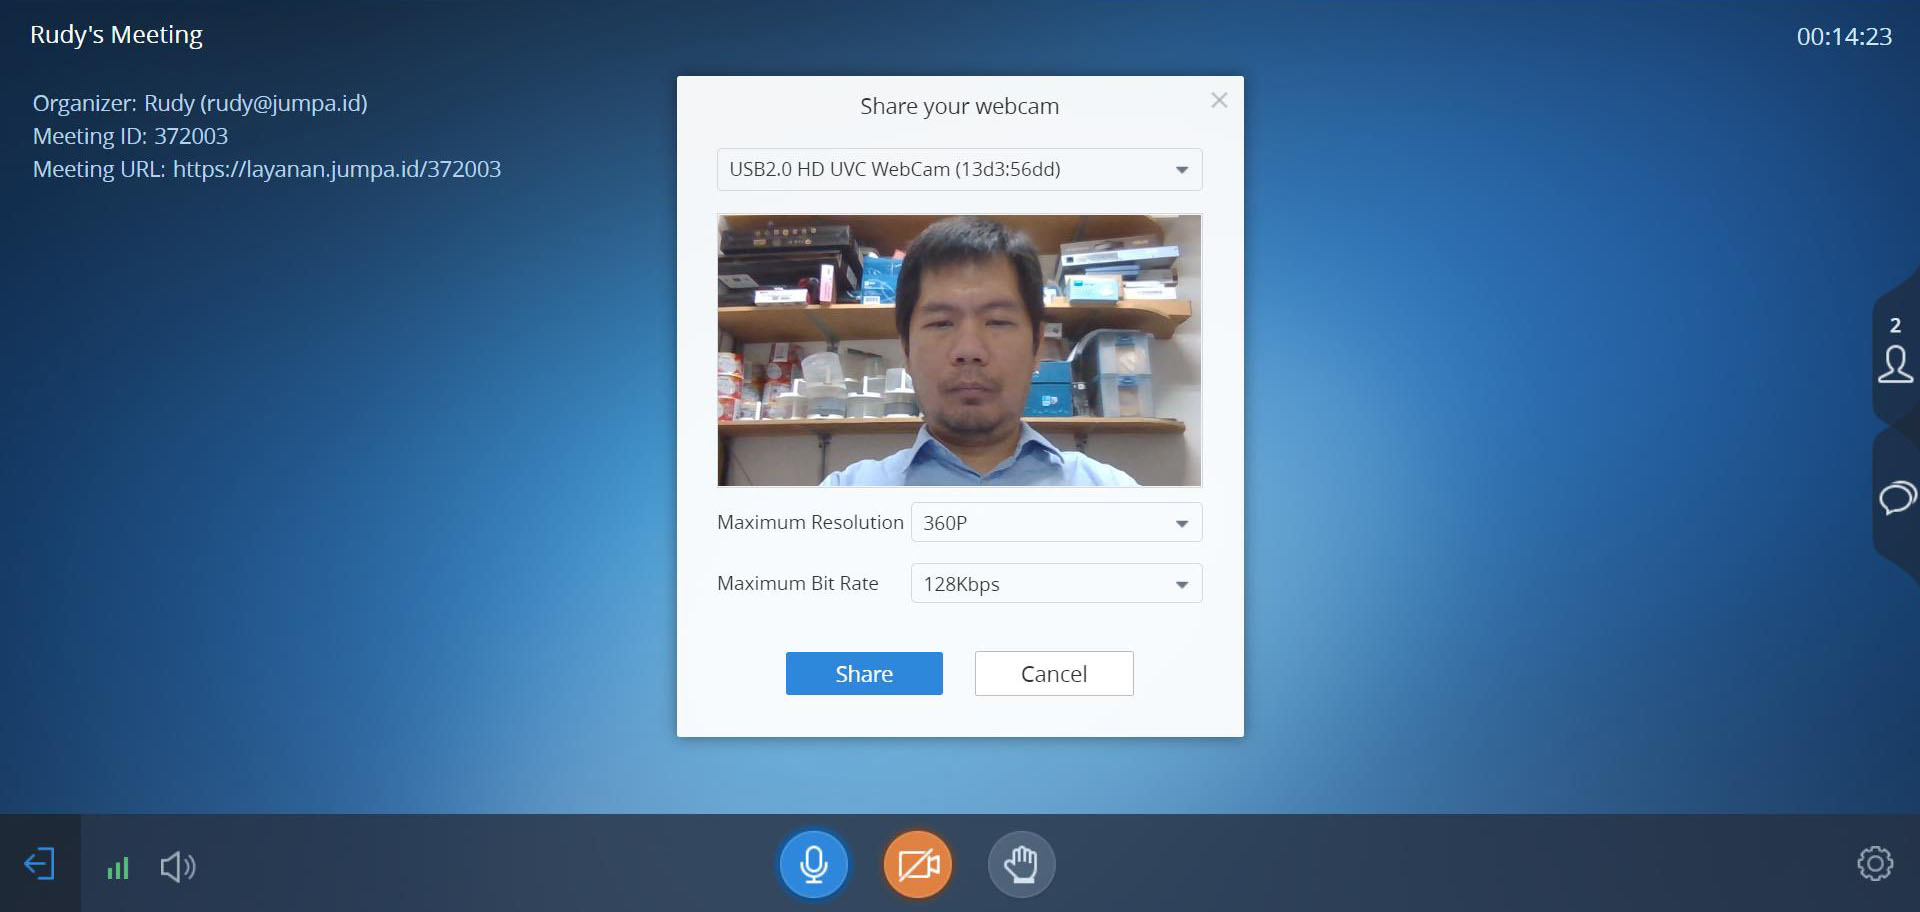 Rudy's Meeting
00:14:23
Organizer: Rudy (rudy@jumpa.id)
Meeting ID: 372003
Meeting URL: https://layanan.jumpa.id/372003
Share your webcam
USB2.0 HD UVC WebCam (13d3:56dd)
2
Maximum Resolution 360P
Maximum Bit Rate 128Kbps
Share Cancel